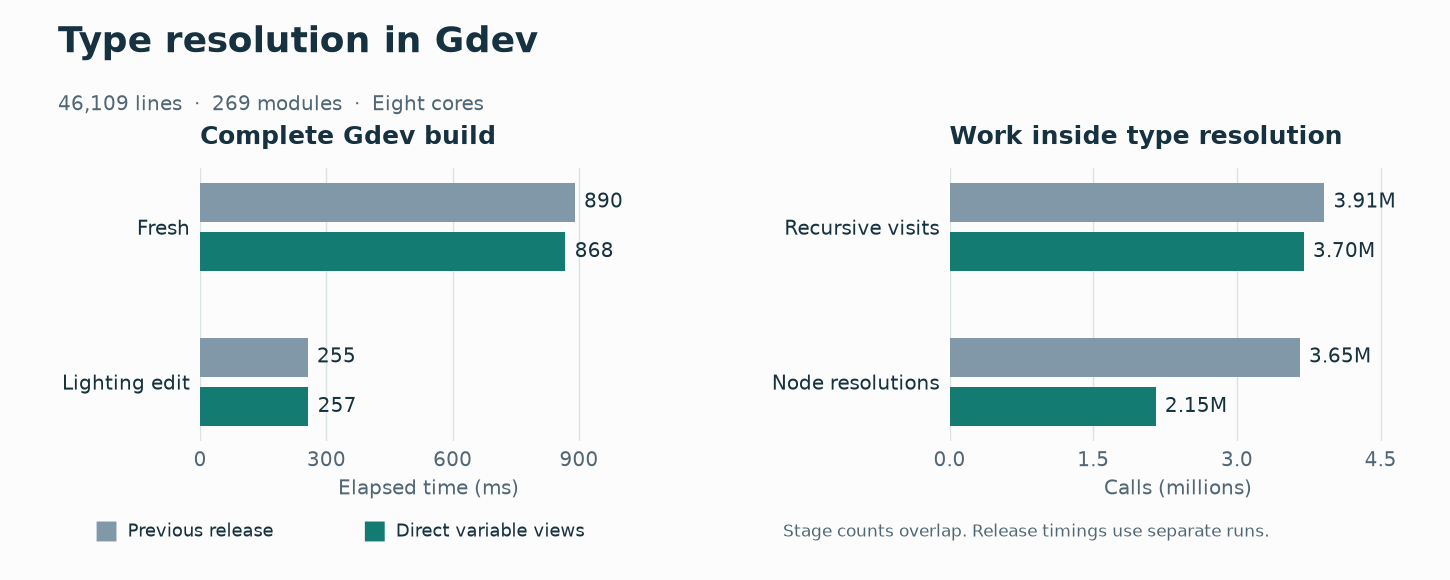 Type resolution in Gdev
46,109 lines · 269 modules · Eight cores
Complete Gdev build
Fresh
890
868
Lighting edit
255
257
0 300 600 900
Elapsed time (ms)
Previous release
Direct variable views
Work inside type resolution
Recursive visits
3.91M
3.70M
Node resolutions
3.65M
2.15M
0.0 1.5 3.0 4.5
Calls (millions)
Stage counts overlap. Release timings use separate runs.